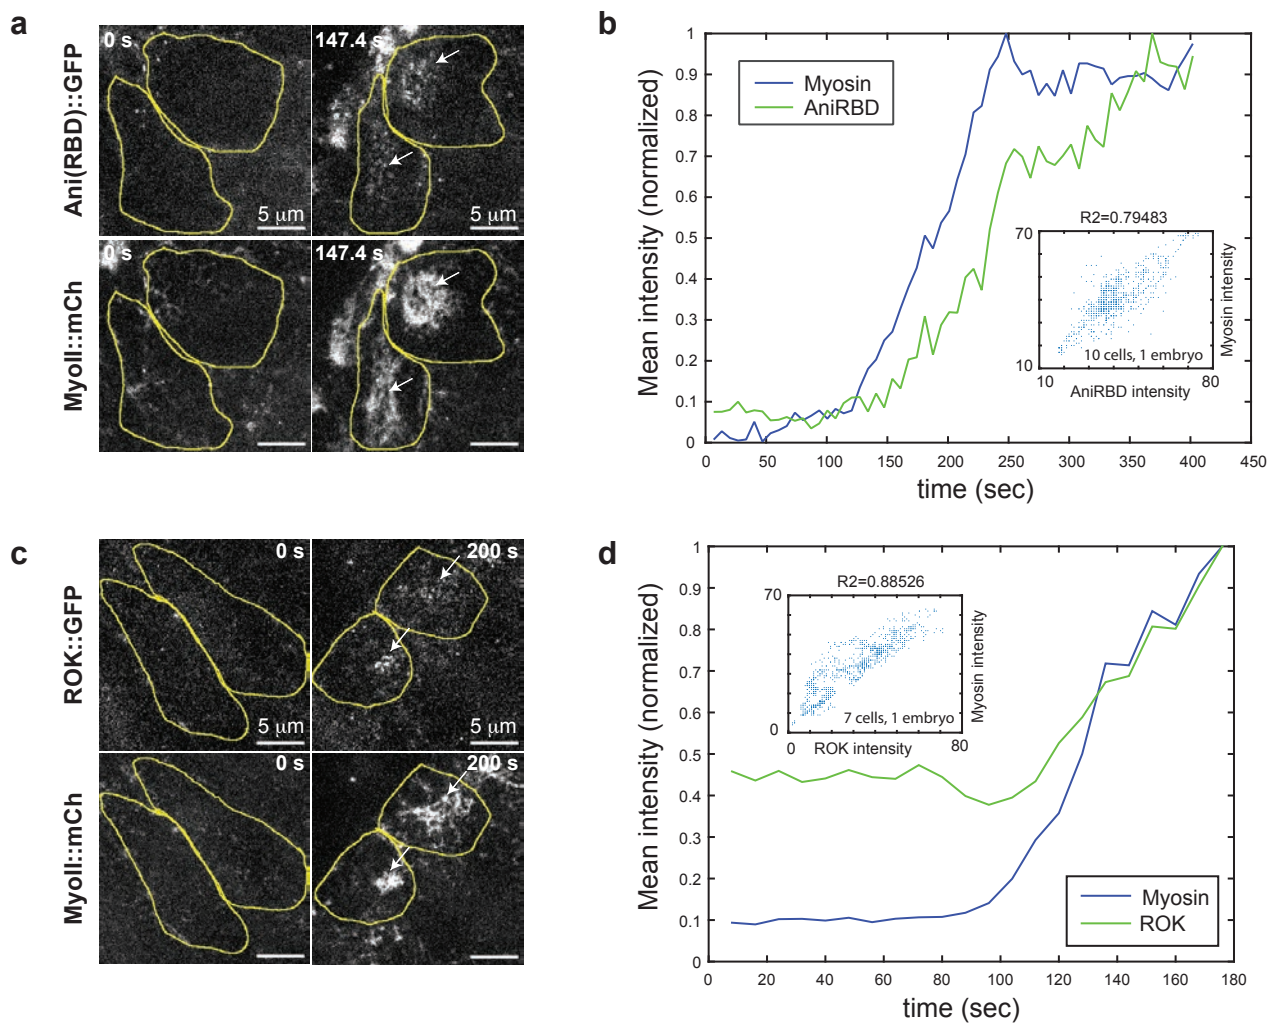 a
Ani(RBD)::GFP
0 s
5 µm
147.4 s
5 µm
MyoII::mCh
0 s
147.4 s
b
Mean intensity (normalized)
1
0.9
0.8
0.7
0.6
0.5
0.4
0.3
0.2
0.1
0
Myosin
AniRBD
R2=0.79483
70
10
10 cells, 1 embryo
Myosin intensity
10
80
AniRBD intensity
0 50 100 150 200 250 300 350 400 450
time (sec)
c
ROK::GFP
0 s
5 µm
200 s
5 µm
MyoII::mCh
0 s
200 s
d
Mean intensity (normalized)
1
0.9
0.8
0.7
0.6
0.5
0.4
0.3
0.2
0.1
0
R2=0.88526
70
0
7 cells, 1 embryo
Myosin intensity
0 ROK intensity 80
Myosin
ROK
0 20 40 60 80 100 120 140 160 180
time (sec)